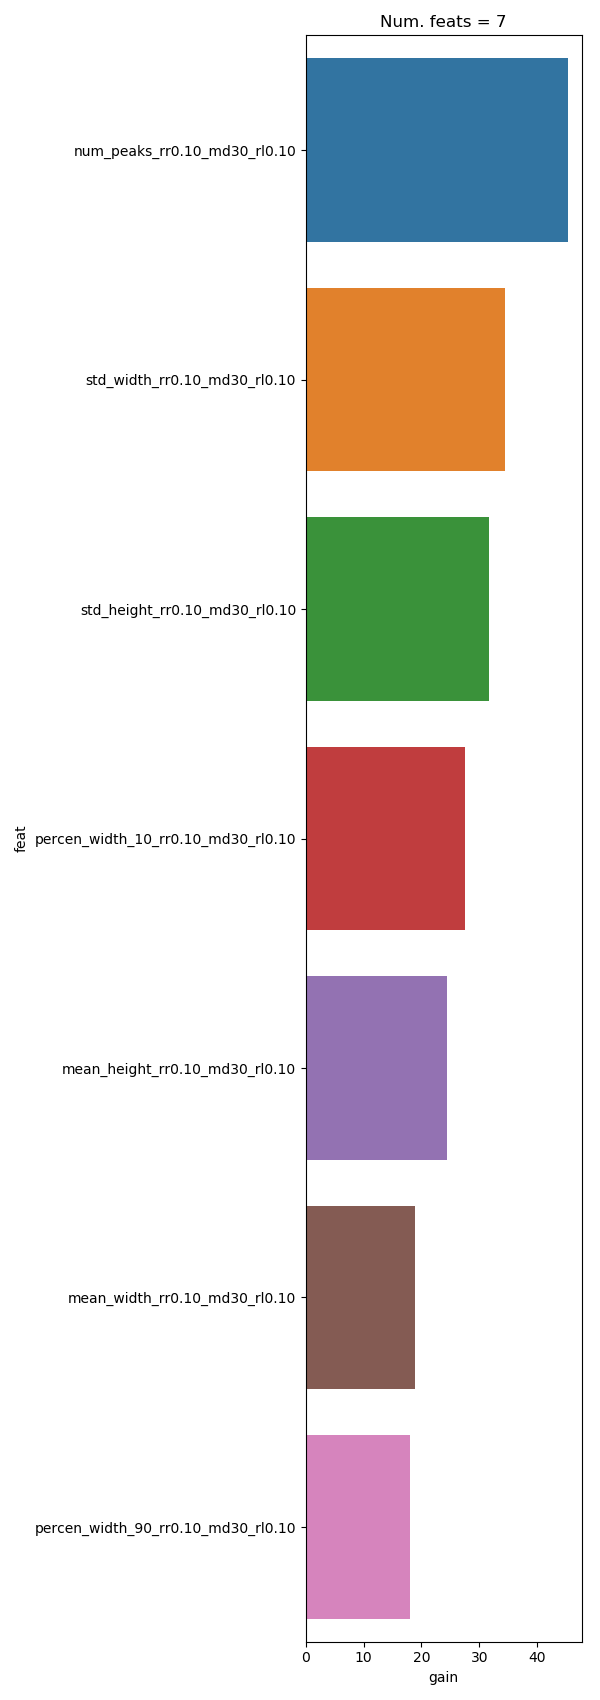 Num. feats = 7
num_peaks_rr0.10_md30_rl0.10
std_width_rr0.10_md30_rl0.10
std_height_rr0.10_md30_rl0.10
feat
percen_width_10_rr0.10_md30_rl0.10
mean_height_rr0.10_md30_rl0.10
mean_width_rr0.10_md30_rl0.10
percen_width_90_rr0.10_md30_rl0.10
0 10 20 30 40
gain